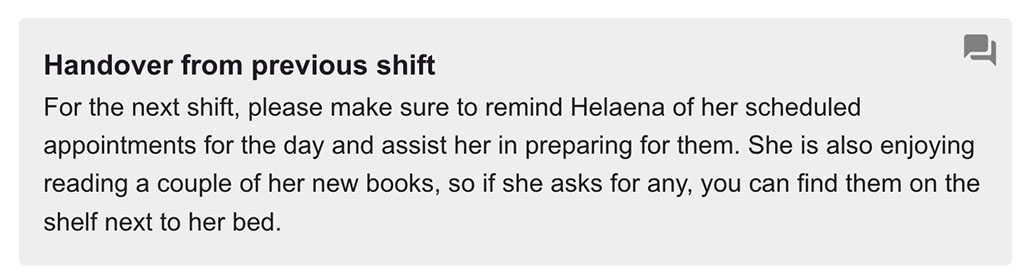 Handover from previous shift
For the next shift, please make sure to remind Helaena of her scheduled
appointments for the day and assist her in preparing for them. She is also enjoying
reading a couple of her new books, so if she asks for any, you can find them on the
shelf next to her bed.